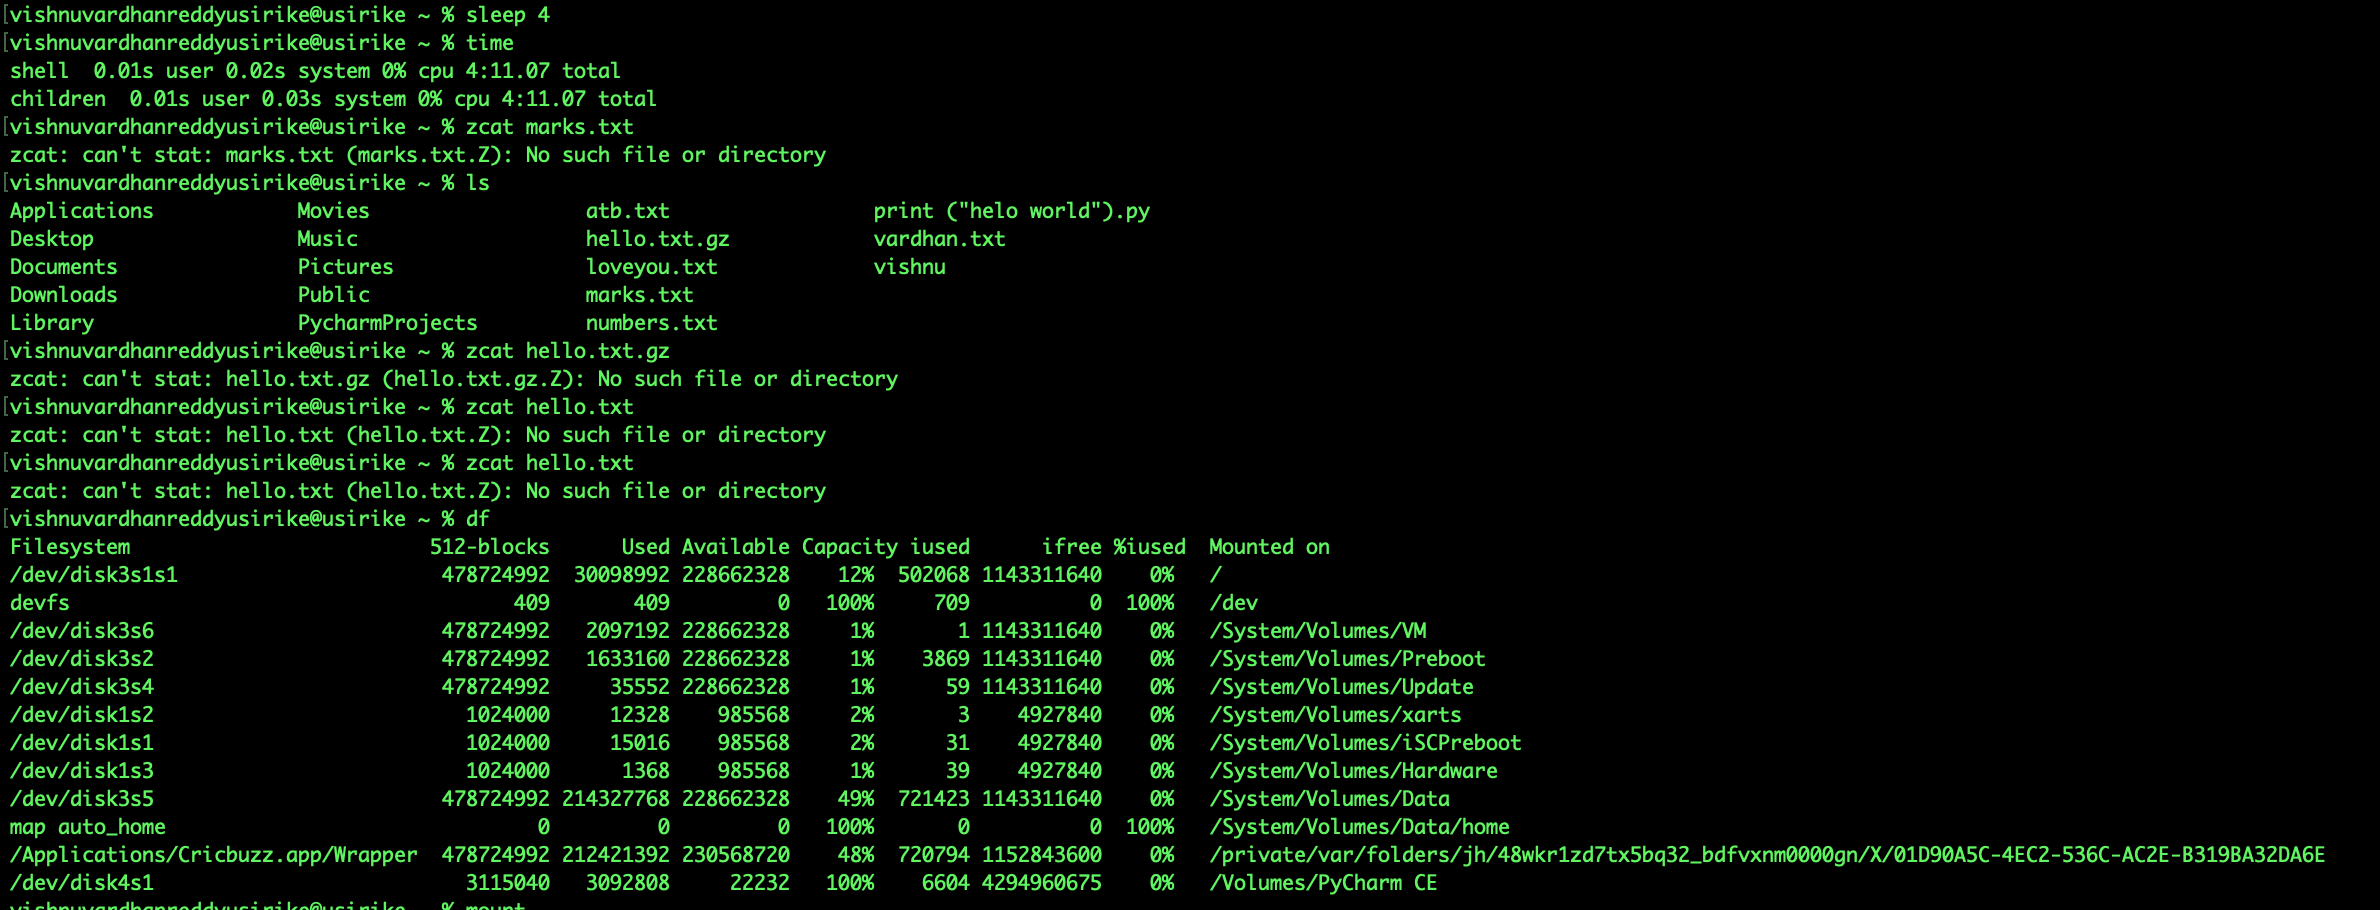 [vishnuvardhanreddyusirike@usirike ~ % sleep 4
[vishnuvardhanreddyusirike@usirike ~ % time
shell  0.01s user 0.02s system 0% cpu 4:11.07 total
children  0.01s user 0.03s system 0% cpu 4:11.07 total
[vishnuvardhanreddyusirike@usirike ~ % zcat marks.txt
zcat: can't stat: marks.txt (marks.txt.Z): No such file or directory
[vishnuvardhanreddyusirike@usirike ~ % ls
Applications            Movies                  atb.txt                 print ("helo world").py
Desktop                 Music                   hello.txt.gz            vardhan.txt
Documents               Pictures                loveyou.txt             vishnu
Downloads               Public                  marks.txt
Library                 PycharmProjects         numbers.txt
[vishnuvardhanreddyusirike@usirike ~ % zcat hello.txt.gz
zcat: can't stat: hello.txt.gz (hello.txt.gz.Z): No such file or directory
[vishnuvardhanreddyusirike@usirike ~ % zcat hello.txt
zcat: can't stat: hello.txt (hello.txt.Z): No such file or directory
[vishnuvardhanreddyusirike@usirike ~ % zcat hello.txt
zcat: can't stat: hello.txt (hello.txt.Z): No such file or directory
[vishnuvardhanreddyusirike@usirike ~ % df
Filesystem                         512-blocks      Used Available Capacity iused      ifree %iused  Mounted on
/dev/disk3s1s1                      478724992  30098992 228662328    12%  502068 1143311640    0%   /
devfs                                     409       409         0   100%     709          0  100%   /dev
/dev/disk3s6                        478724992   2097192 228662328     1%       1 1143311640    0%   /System/Volumes/VM
/dev/disk3s2                        478724992   1633160 228662328     1%    3869 1143311640    0%   /System/Volumes/Preboot
/dev/disk3s4                        478724992     35552 228662328     1%      59 1143311640    0%   /System/Volumes/Update
/dev/disk1s2                          1024000     12328    985568     2%       3    4927840    0%   /System/Volumes/xarts
/dev/disk1s1                          1024000     15016    985568     2%      31    4927840    0%   /System/Volumes/iSCPreboot
/dev/disk1s3                          1024000      1368    985568     1%      39    4927840    0%   /System/Volumes/Hardware
/dev/disk3s5                        478724992 214327768 228662328    49%  721423 1143311640    0%   /System/Volumes/Data
map auto_home                               0         0         0   100%       0          0  100%   /System/Volumes/Data/home
/Applications/Cricbuzz.app/Wrapper  478724992 212421392 230568720    48%  720794 1152843600    0%   /private/var/folders/jh/48wkr1zd7tx5bq32_bdfvxnm0000gn/X/01D90A5C-4EC2-536C-AC2E-B319BA32DA6E
/dev/disk4s1                          3115040   3092808     22232   100%    6604 4294960675    0%   /Volumes/PyCharm CE
vishnuvardhanreddyusirike@usirike ~ % mount